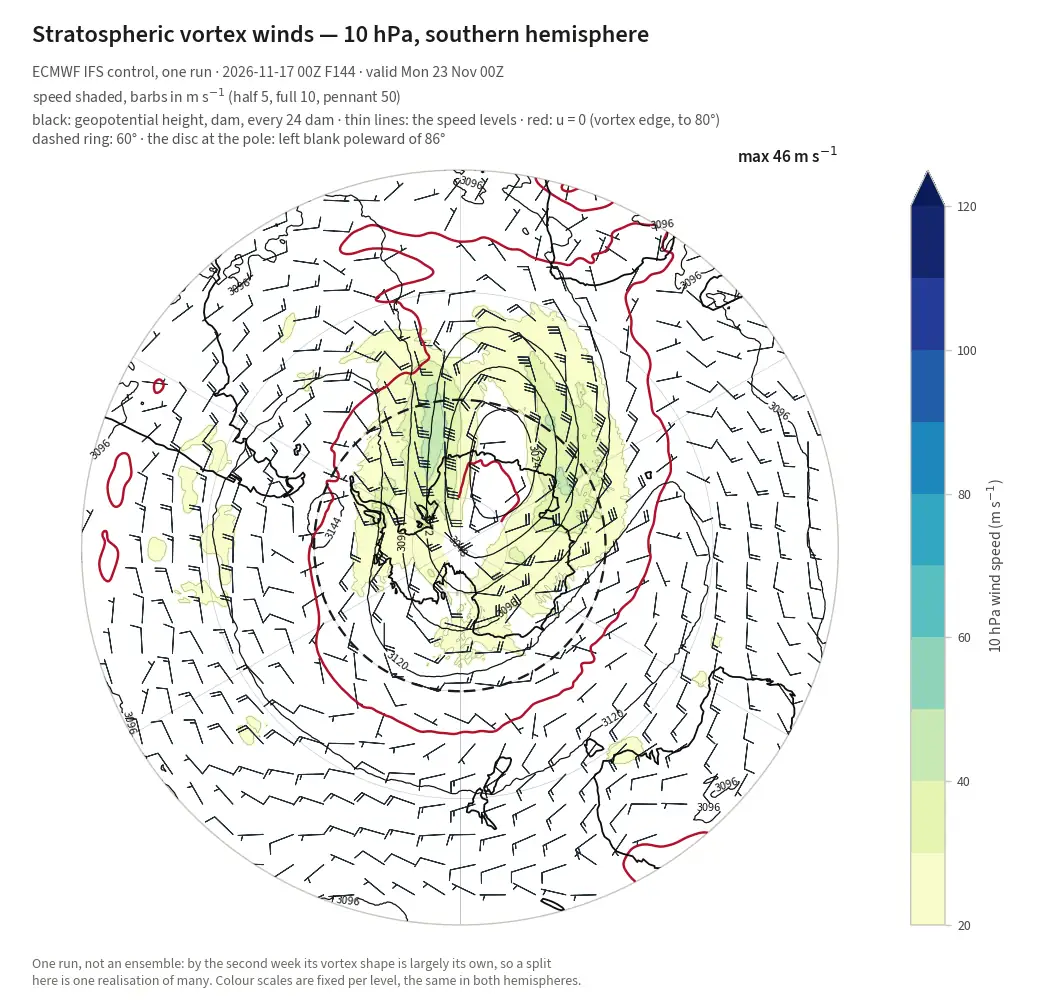 Stratospheric vortex winds — 10 hPa, southern hemisphere
ECMWF IFS control, one run · 2026-11-17 00Z F144 · valid Mon 23 Nov 00Z
speed shaded, barbs in m s⁻¹ (half 5, full 10, pennant 50)
black: geopotential height, dam, every 24 dam · thin lines: the speed levels · red: u = 0 (vortex edge, to 80°)
dashed ring: 60° · the disc at the pole: left blank poleward of 86°
max 46 m s⁻¹
3096
3096
3096
3096
3096
3096
3024
3144
3096
3096
3120
3096
3120
3096
3096
3096
120
100
80
60
40
20
10 hPa wind speed (m s⁻¹)
One run, not an ensemble: by the second week its vortex shape is largely its own, so a split
here is one realisation of many. Colour scales are fixed per level, the same in both hemispheres.